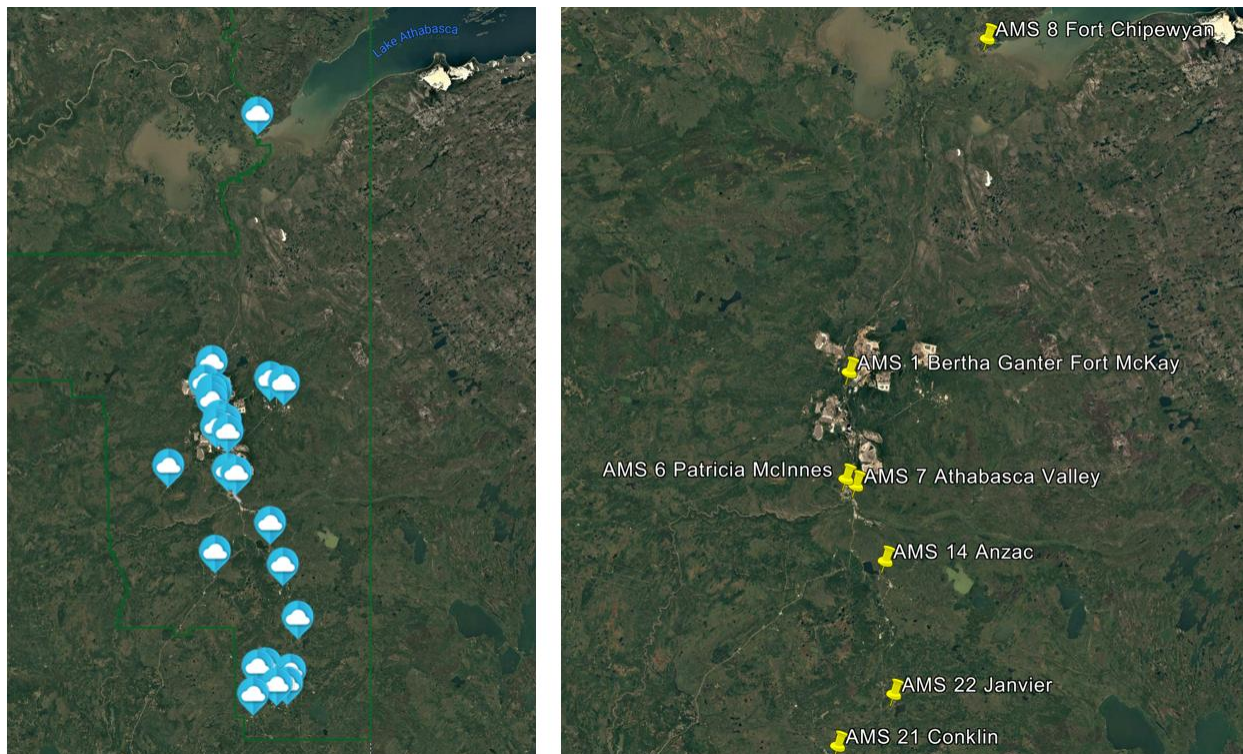 Lake Athabasca
AMS 8 Fort Chipewyan
AMS 1 Bertha Ganter Fort McKay
AMS 6 Patricia McInnes
AMS 7 Athabasca Valley
AMS 14 Anzac
AMS 22 Janvier
AMS 21 Conklin